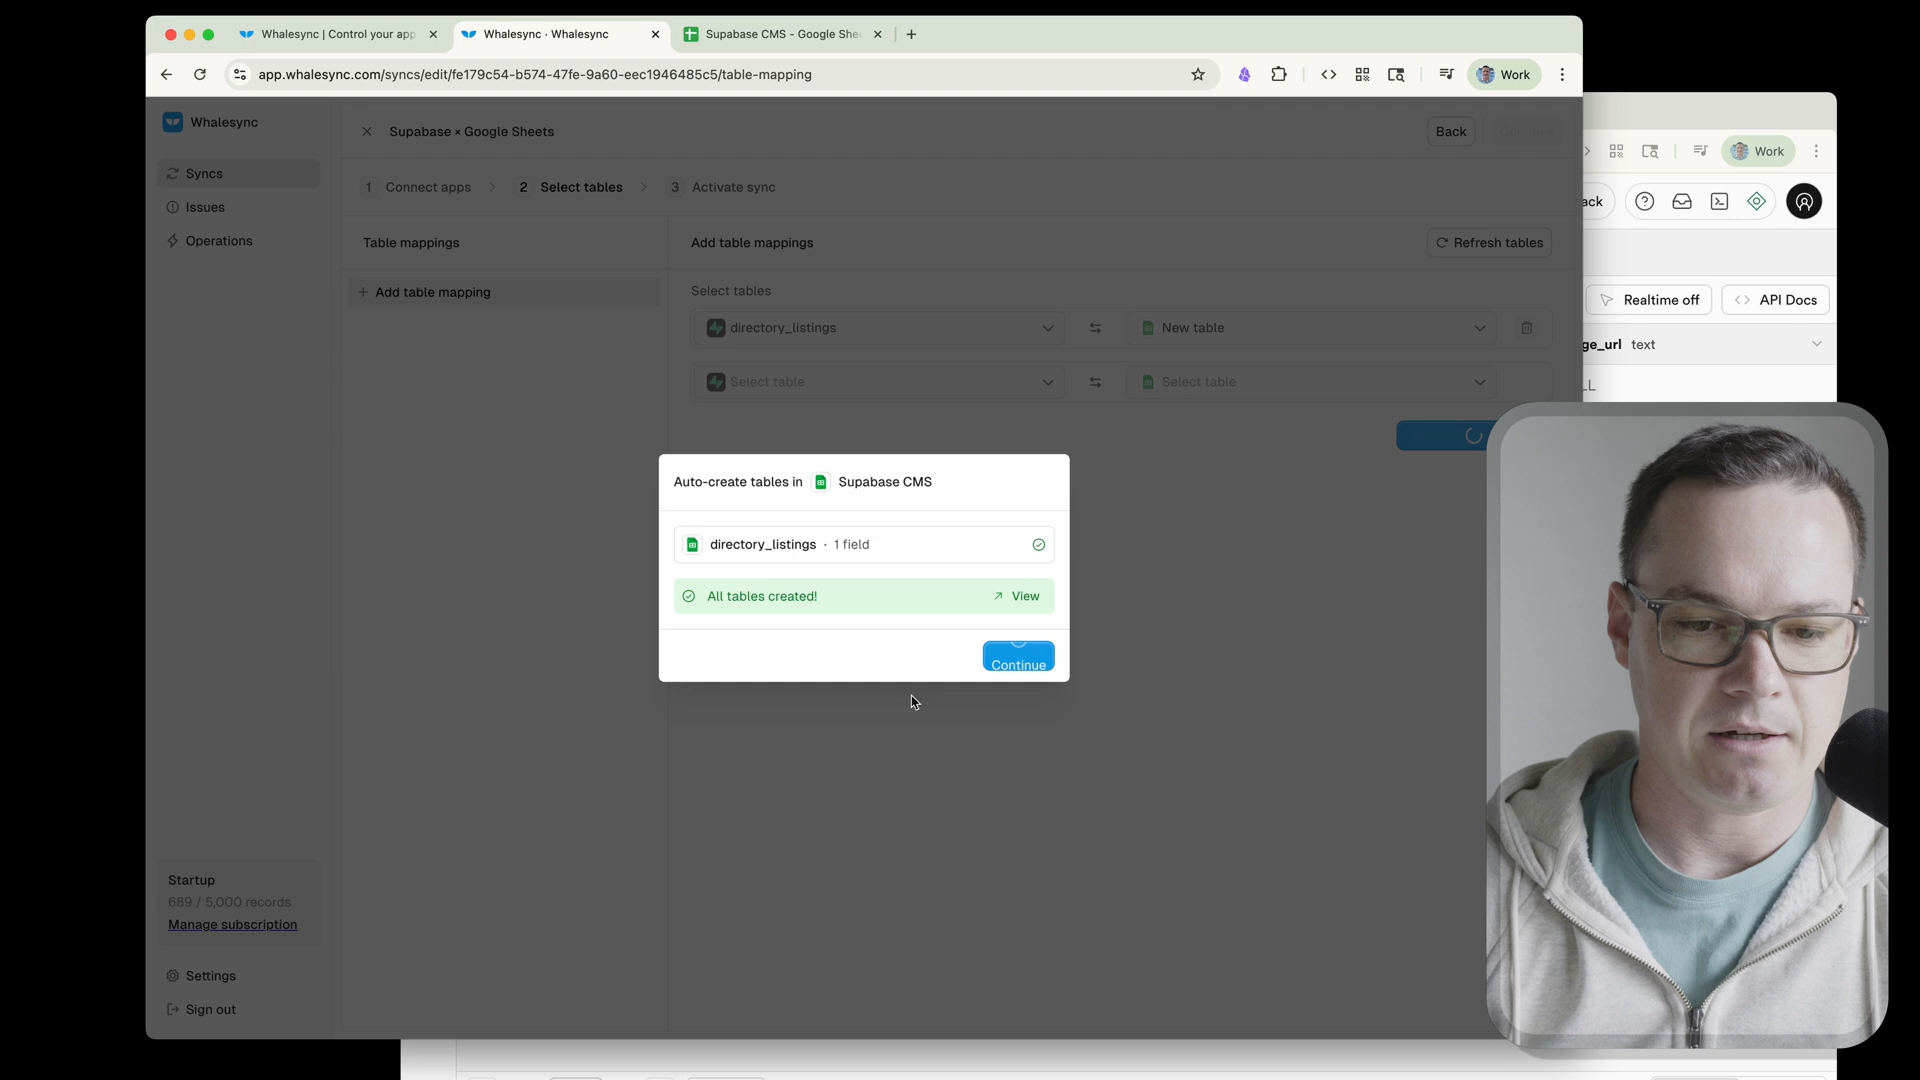 Whalesync | Control your app
Whalesync · Whalesync
Supabase CMS - Google She
app.whalesync.com/syncs/edit/fe179c54-b574-47fe-9a60-eec1946485c5/table-mapping
Work
Whalesync
Supabase × Google Sheets
Back
Continue
Work
Syncs
1 Connect apps
2 Select tables
3 Activate sync
ack
Issues
Operations
Table mappings
Add table mappings
Refresh tables
Add table mapping
Select tables
Realtime off
API Docs
directory_listings
New table
ge_url text
Select table
Select table
LL
Auto-create tables in Supabase CMS
directory_listings · 1 field
All tables created!
View
Continue
Startup
689 / 5,000 records
Manage subscription
Settings
Sign out